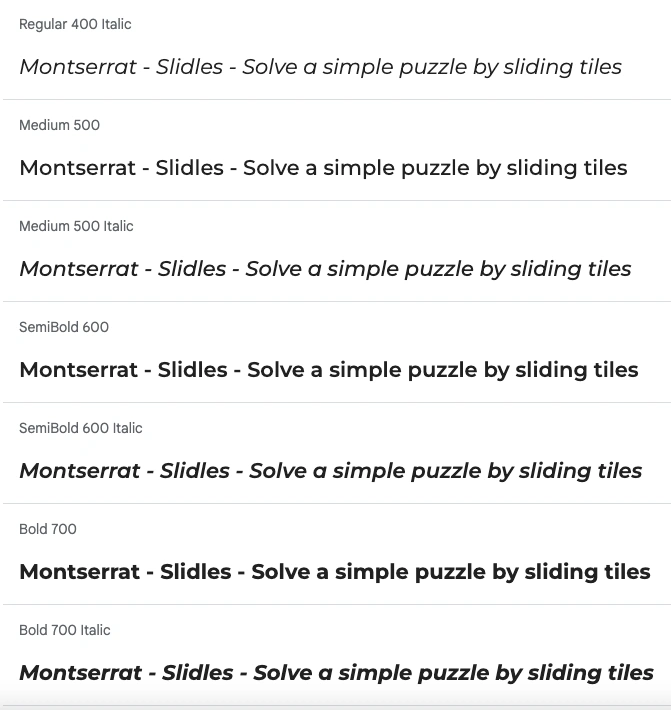 Regular 400 Italic
Montserrat - Slidles - Solve a simple puzzle by sliding tiles
Medium 500
Montserrat - Slidles - Solve a simple puzzle by sliding tiles
Medium 500 Italic
Montserrat - Slidles - Solve a simple puzzle by sliding tiles
SemiBold 600
Montserrat - Slidles - Solve a simple puzzle by sliding tiles
SemiBold 600 Italic
Montserrat - Slidles - Solve a simple puzzle by sliding tiles
Bold 700
Montserrat - Slidles - Solve a simple puzzle by sliding tiles
Bold 700 Italic
Montserrat - Slidles - Solve a simple puzzle by sliding tiles